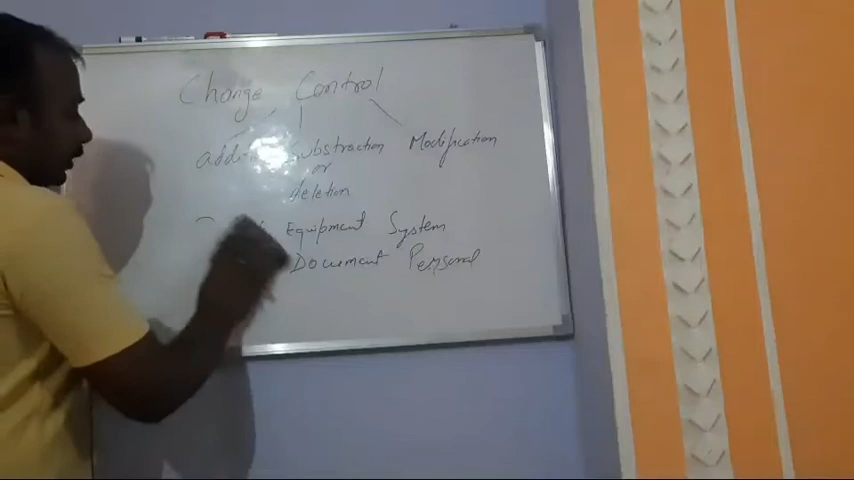 Change Control
Substraction Modification
or
deletion
Equipment System
Document Personal